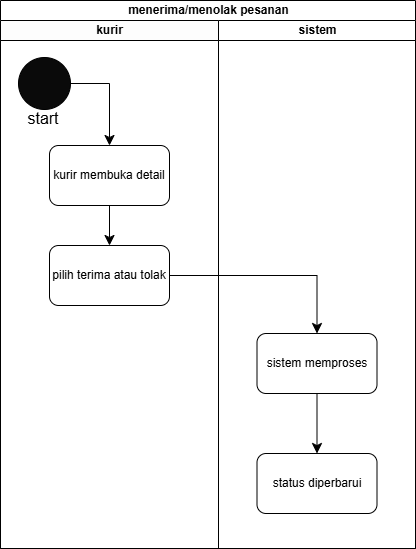 menerima/menolak pesanan
kurir
sistem
start
kurir membuka detail
pilih terima atau tolak
sistem memproses
status diperbarui